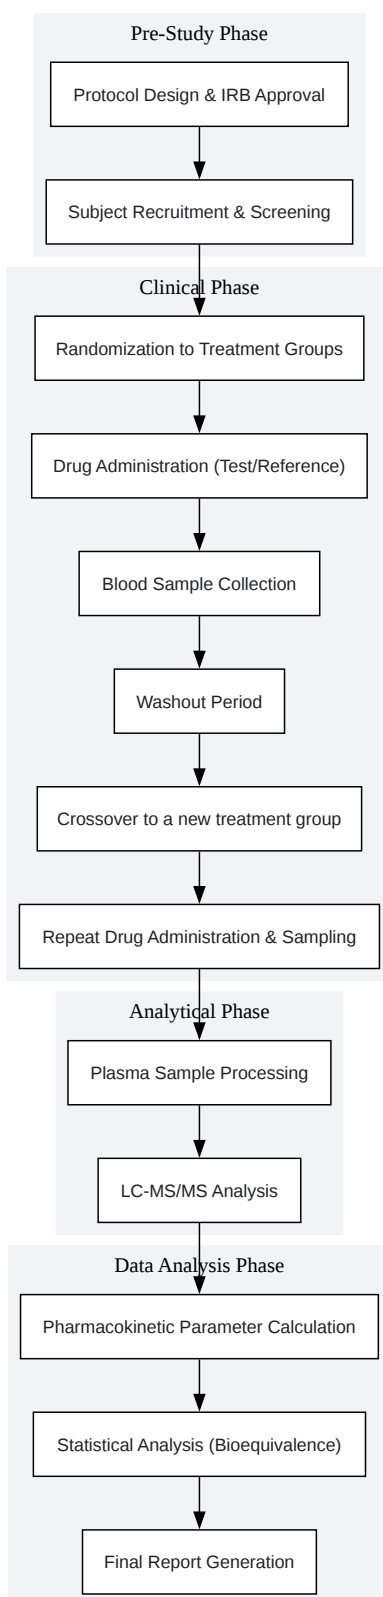 Pre-Study Phase
Protocol Design & IRB Approval
Subject Recruitment & Screening
Clinical Phase
Randomization to Treatment Groups
Drug Administration (Test/Reference)
Blood Sample Collection
Washout Period
Crossover to a new treatment group
Repeat Drug Administration & Sampling
Analytical Phase
Plasma Sample Processing
LC-MS/MS Analysis
Data Analysis Phase
Pharmacokinetic Parameter Calculation
Statistical Analysis (Bioequivalence)
Final Report Generation